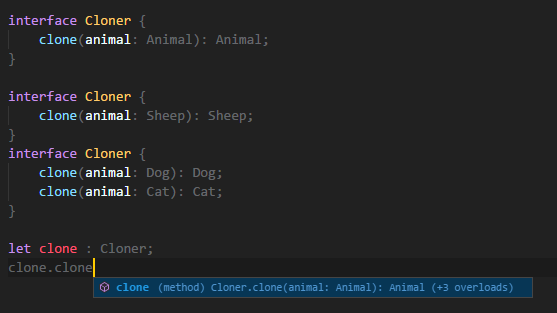 interface Cloner {
    clone(animal: Animal): Animal;
}
interface Cloner {
    clone(animal: Sheep): Sheep;
}
interface Cloner {
    clone(animal: Dog): Dog;
    clone(animal: Cat): Cat;
}
let clone : Cloner;
clone.clone
clone (method) Cloner.clone(animal: Animal): Animal (+3 overloads)